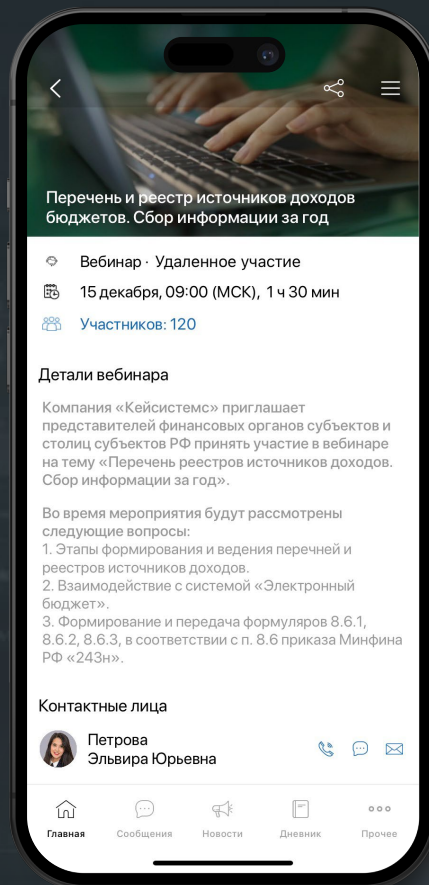 Перечень и реестр источников доходов
бюджетов. Сбор информации за год
Вебинар · Удаленное участие
15 декабря, 09:00 (МСК), 1 ч 30 мин
Участников: 120
Детали вебинара
Компания «Кейсистемс» приглашает
представителей финансовых органов субъектов и
столиц субъектов РФ принять участие в вебинаре
на тему «Перечень реестров источников доходов.
Сбор информации за год».
Во время мероприятия будут рассмотрены
следующие вопросы:
1. Этапы формирования и ведения перечней и
реестров источников доходов.
2. Взаимодействие с системой «Электронный
бюджет».
3. Формирование и передача формуляров 8.6.1,
8.6.2, 8.6.3, в соответствии с п. 8.6 приказа Минфина
РФ «243н».
Контактные лица
Петрова
Эльвира Юрьевна
Главная Сообщения Новости Дневник Прочее